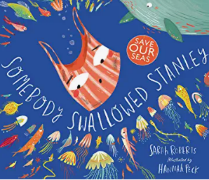 SAVE
OUR
SEAS
SOMEBODY SWALLOWED STANLEY
SARAH ROBERTS
Illustrated by
HANNAH PECK